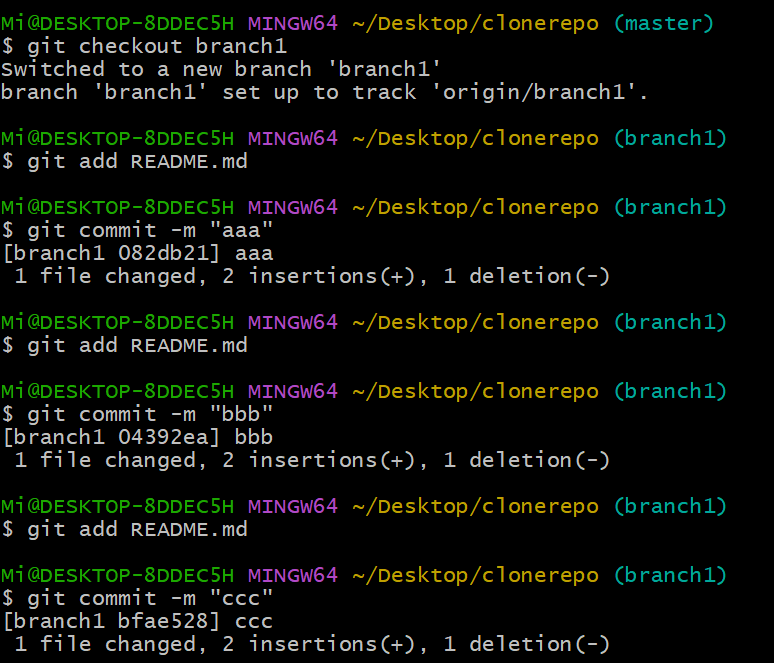 Mi@DESKTOP-8DDEC5H MINGW64 ~/Desktop/clonerepo (master)
$ git checkout branch1
Switched to a new branch 'branch1'
branch 'branch1' set up to track 'origin/branch1'.
Mi@DESKTOP-8DDEC5H MINGW64 ~/Desktop/clonerepo (branch1)
$ git add README.md
Mi@DESKTOP-8DDEC5H MINGW64 ~/Desktop/clonerepo (branch1)
$ git commit -m "aaa"
[branch1 082db21] aaa
 1 file changed, 2 insertions(+), 1 deletion(-)
Mi@DESKTOP-8DDEC5H MINGW64 ~/Desktop/clonerepo (branch1)
$ git add README.md
Mi@DESKTOP-8DDEC5H MINGW64 ~/Desktop/clonerepo (branch1)
$ git commit -m "bbb"
[branch1 04392ea] bbb
 1 file changed, 2 insertions(+), 1 deletion(-)
Mi@DESKTOP-8DDEC5H MINGW64 ~/Desktop/clonerepo (branch1)
$ git add README.md
Mi@DESKTOP-8DDEC5H MINGW64 ~/Desktop/clonerepo (branch1)
$ git commit -m "ccc"
[branch1 bfae528] ccc
 1 file changed, 2 insertions(+), 1 deletion(-)